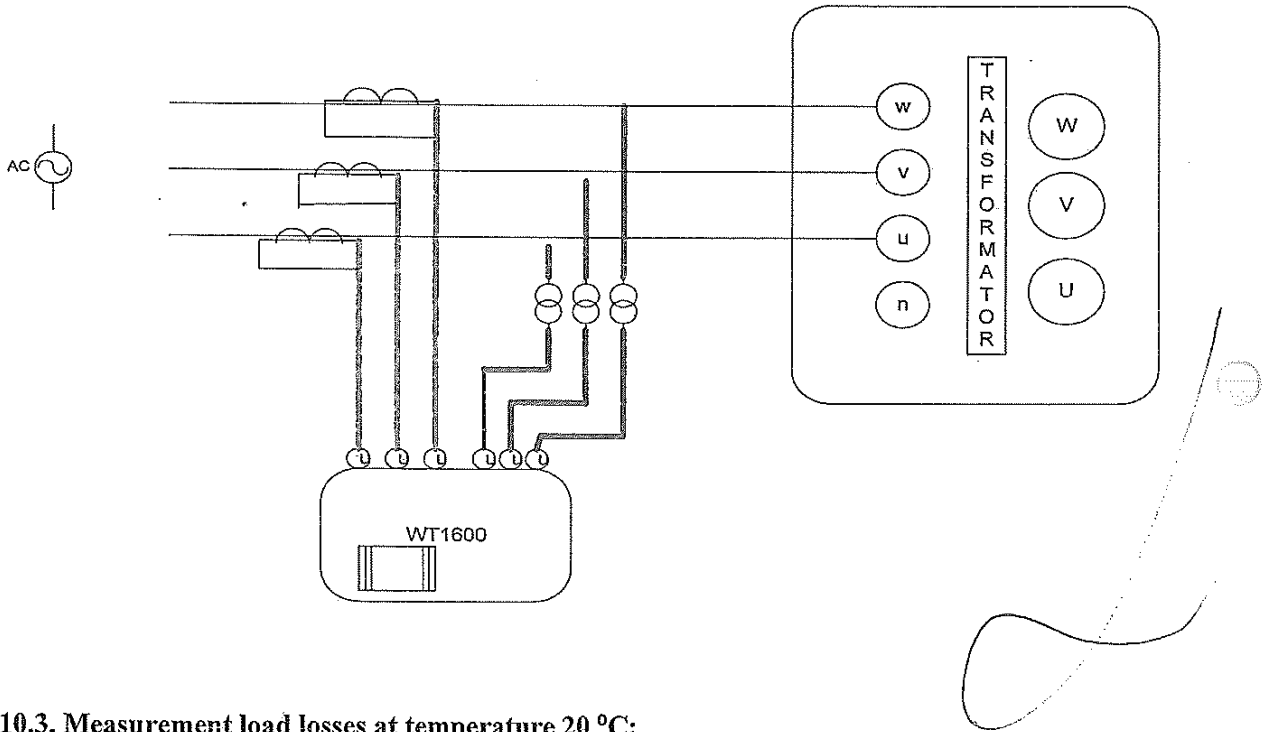 AC
w
v
u
n
TRANSFORMATOR
W
V
U
u u u u u u
WT1600
10.3. Measurement load losses at temperature 20 °C: